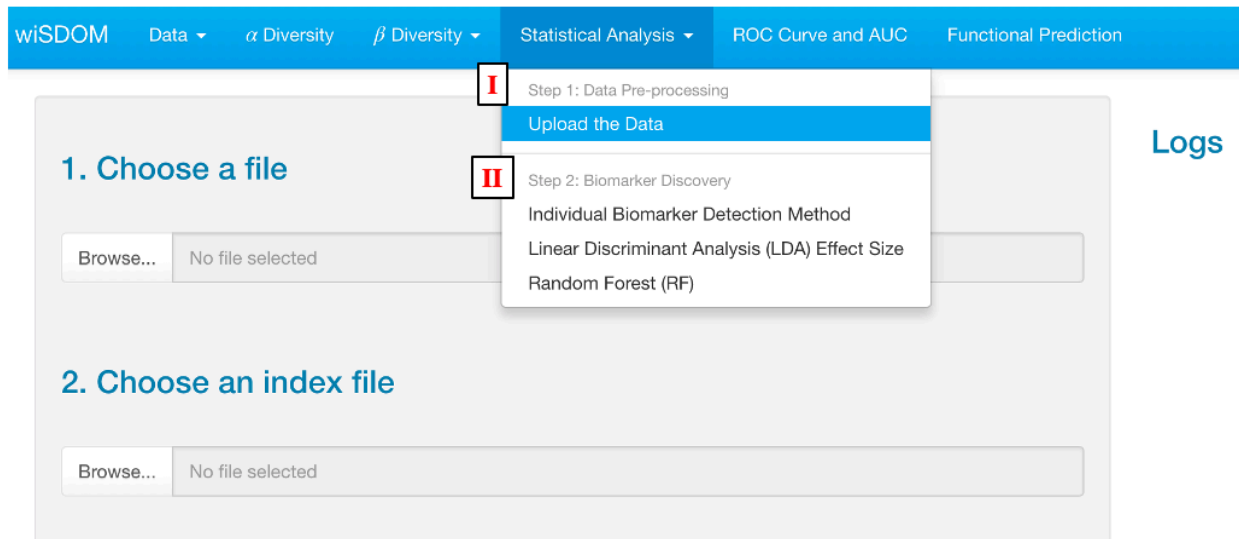 wiSDOM Data α Diversity β Diversity Statistical Analysis ROC Curve and AUC Functional Prediction
I Step 1: Data Pre-processing
Upload the Data
Logs
1. Choose a file
II Step 2: Biomarker Discovery
Individual Biomarker Detection Method
Linear Discriminant Analysis (LDA) Effect Size
Browse... No file selected
Random Forest (RF)
2. Choose an index file
Browse... No file selected